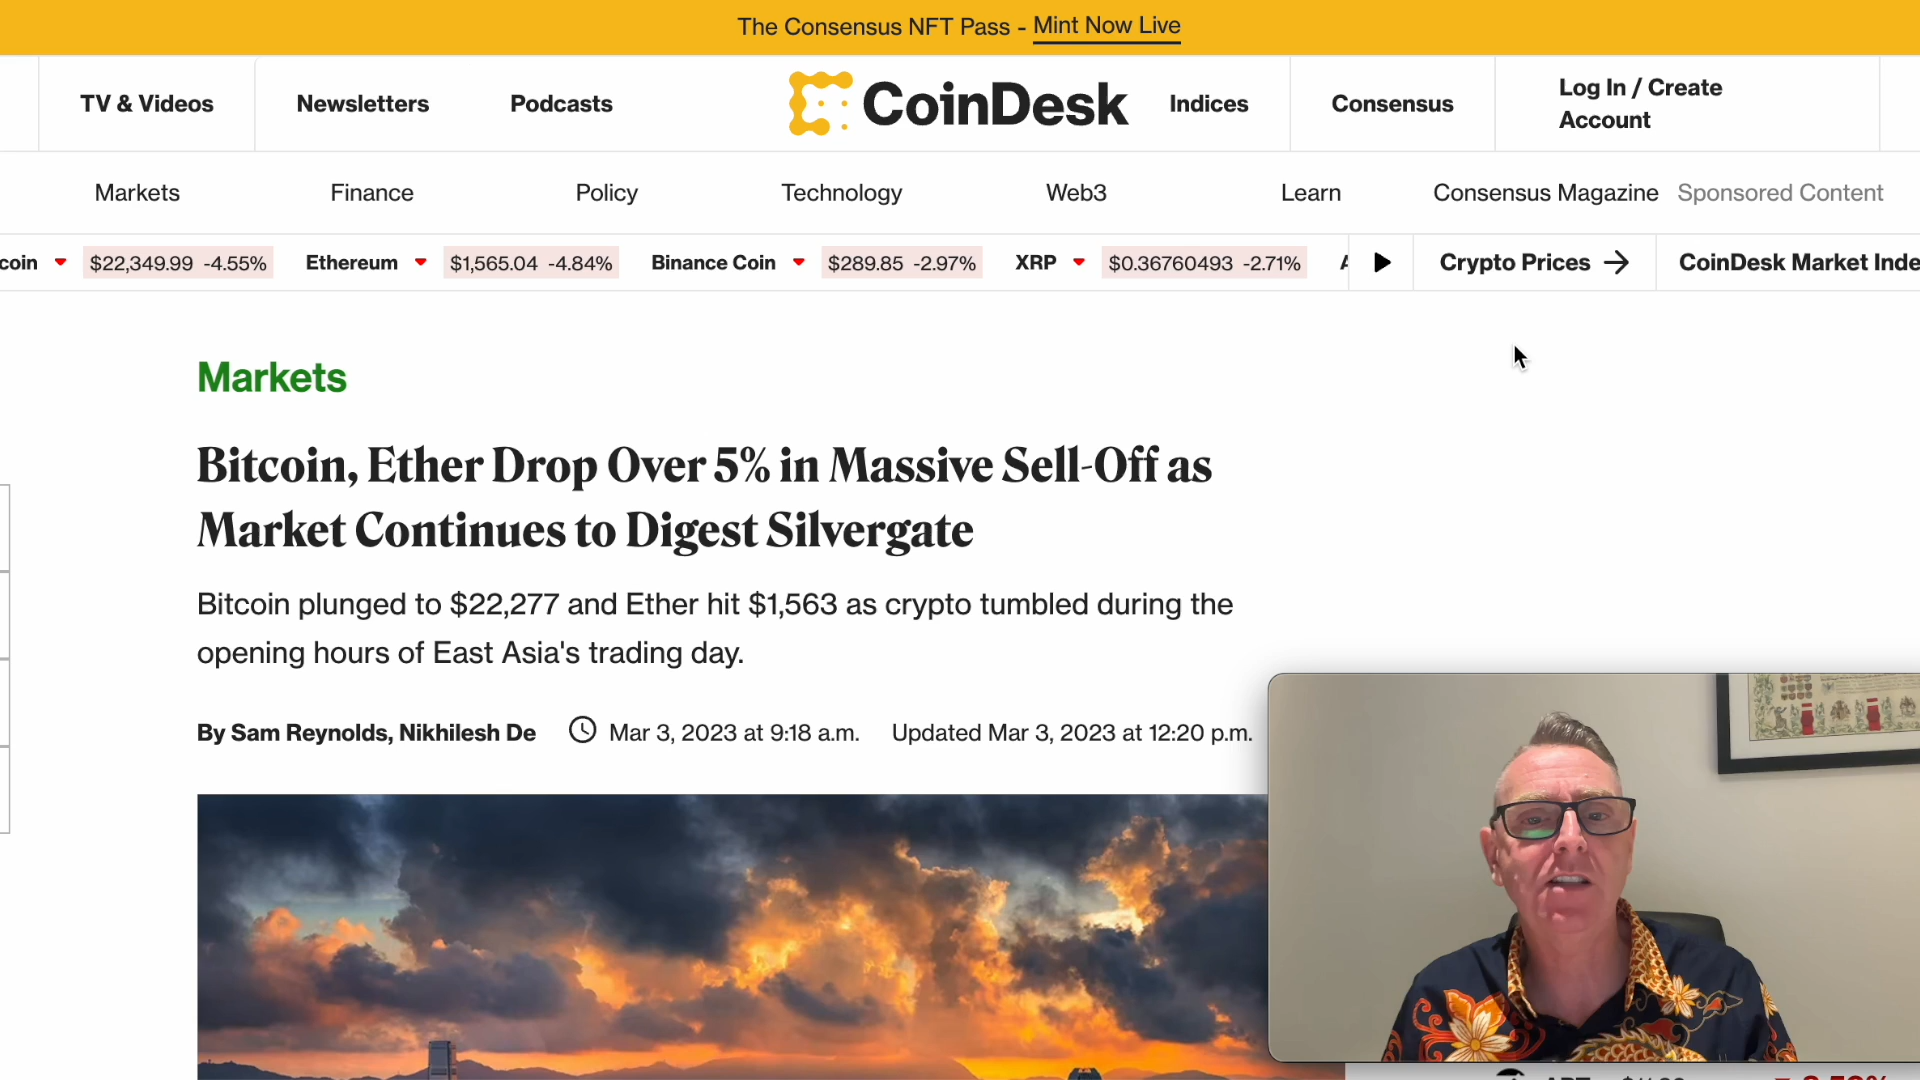 The Consensus NFT Pass - Mint Now Live
TV & Videos
Newsletters
Podcasts
CoinDesk
Indices
Consensus
Log In / Create
Account
Markets
Finance
Policy
Technology
Web3
Learn
Consensus Magazine
Sponsored Content
coin $22,349.99 -4.55%
Ethereum $1,565.04 -4.84%
Binance Coin $289.85 -2.97%
XRP $0.36760493 -2.71%
Crypto Prices
CoinDesk Market Inde
Markets
Bitcoin, Ether Drop Over 5% in Massive Sell-Off as
Market Continues to Digest Silvergate
Bitcoin plunged to $22,277 and Ether hit $1,563 as crypto tumbled during the
opening hours of East Asia's trading day.
By Sam Reynolds, Nikhilesh De
Mar 3, 2023 at 9:18 a.m.
Updated Mar 3, 2023 at 12:20 p.m.